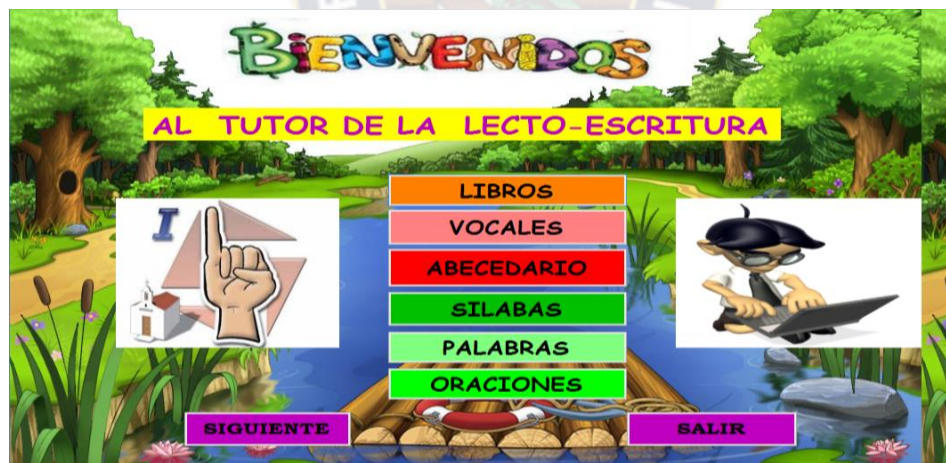 BIENVENIDOS
AL TUTOR DE LA LECTO-ESCRITURA
LIBROS
I
VOCALES
ABECEDARIO
SILABAS
PALABRAS
ORACIONES
SIGUIENTE
SALIR